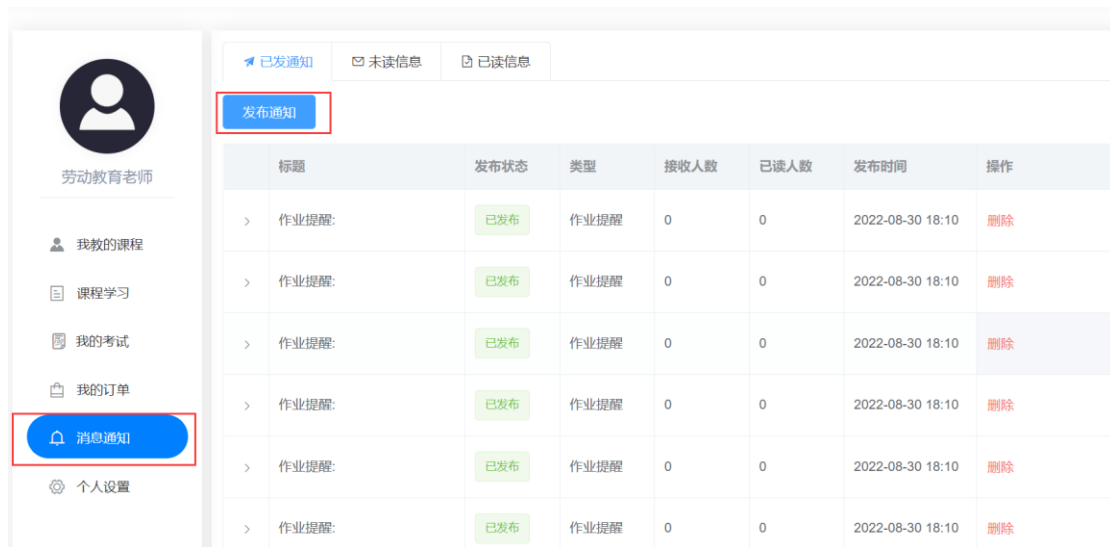 已发通知 未读信息 已读信息
发布通知
标题 发布状态 类型 接收人数 已读人数 发布时间 操作
劳动教育老师
作业提醒: 已发布 作业提醒 0 0 2022-08-30 18:10 删除
我教的课程
作业提醒: 已发布 作业提醒 0 0 2022-08-30 18:10 删除
课程学习
我的考试
作业提醒: 已发布 作业提醒 0 0 2022-08-30 18:10 删除
我的订单
作业提醒: 已发布 作业提醒 0 0 2022-08-30 18:10 删除
消息通知
作业提醒: 已发布 作业提醒 0 0 2022-08-30 18:10 删除
个人设置
作业提醒: 已发布 作业提醒 0 0 2022-08-30 18:10 删除